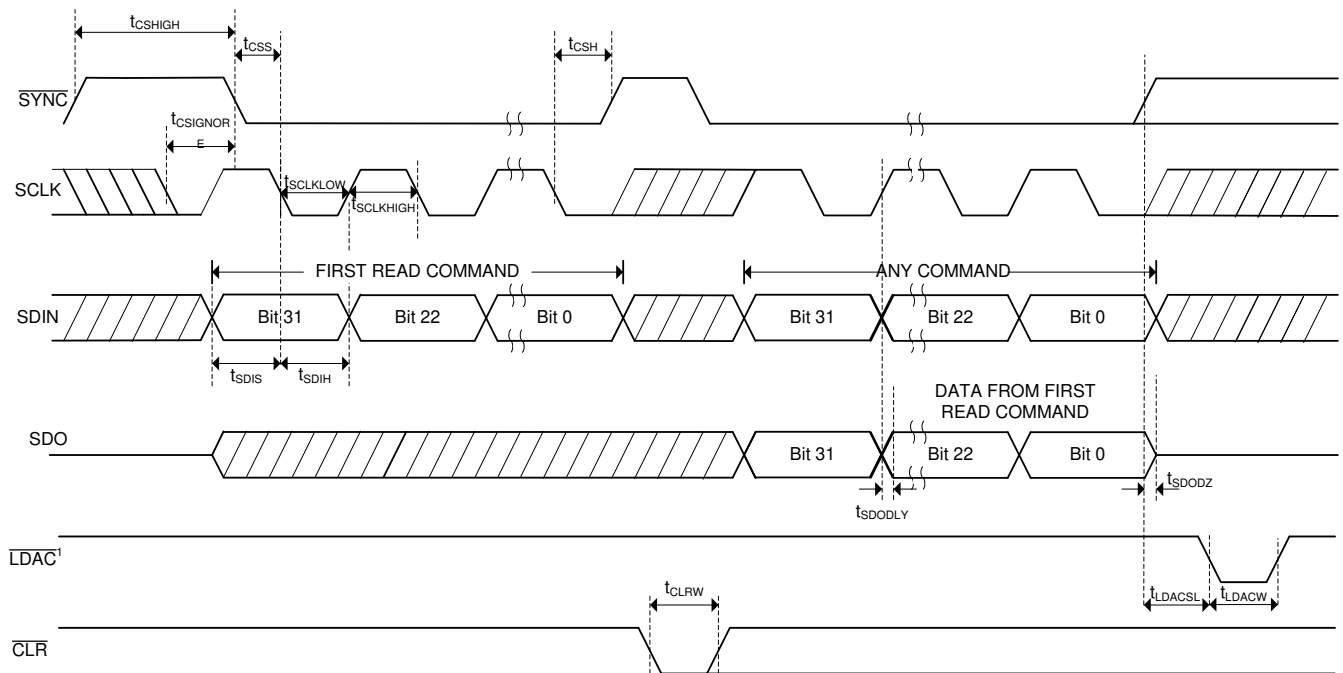 tCSHIGH
tCSS
tCSH
SYNC
tCSIGNOR
E
SCLK
tSCLKLOW
tSCLKHIGH
FIRST READ COMMAND
ANY COMMAND
SDIN
Bit 31
Bit 22
Bit 0
Bit 31
Bit 22
Bit 0
tSDIS
tSDIH
DATA FROM FIRST
READ COMMAND
SDO
Bit 31
Bit 22
Bit 0
tSDODLY
tSDODZ
LDAC¹
tCLRW
tLDACSL
tLDACW
CLR